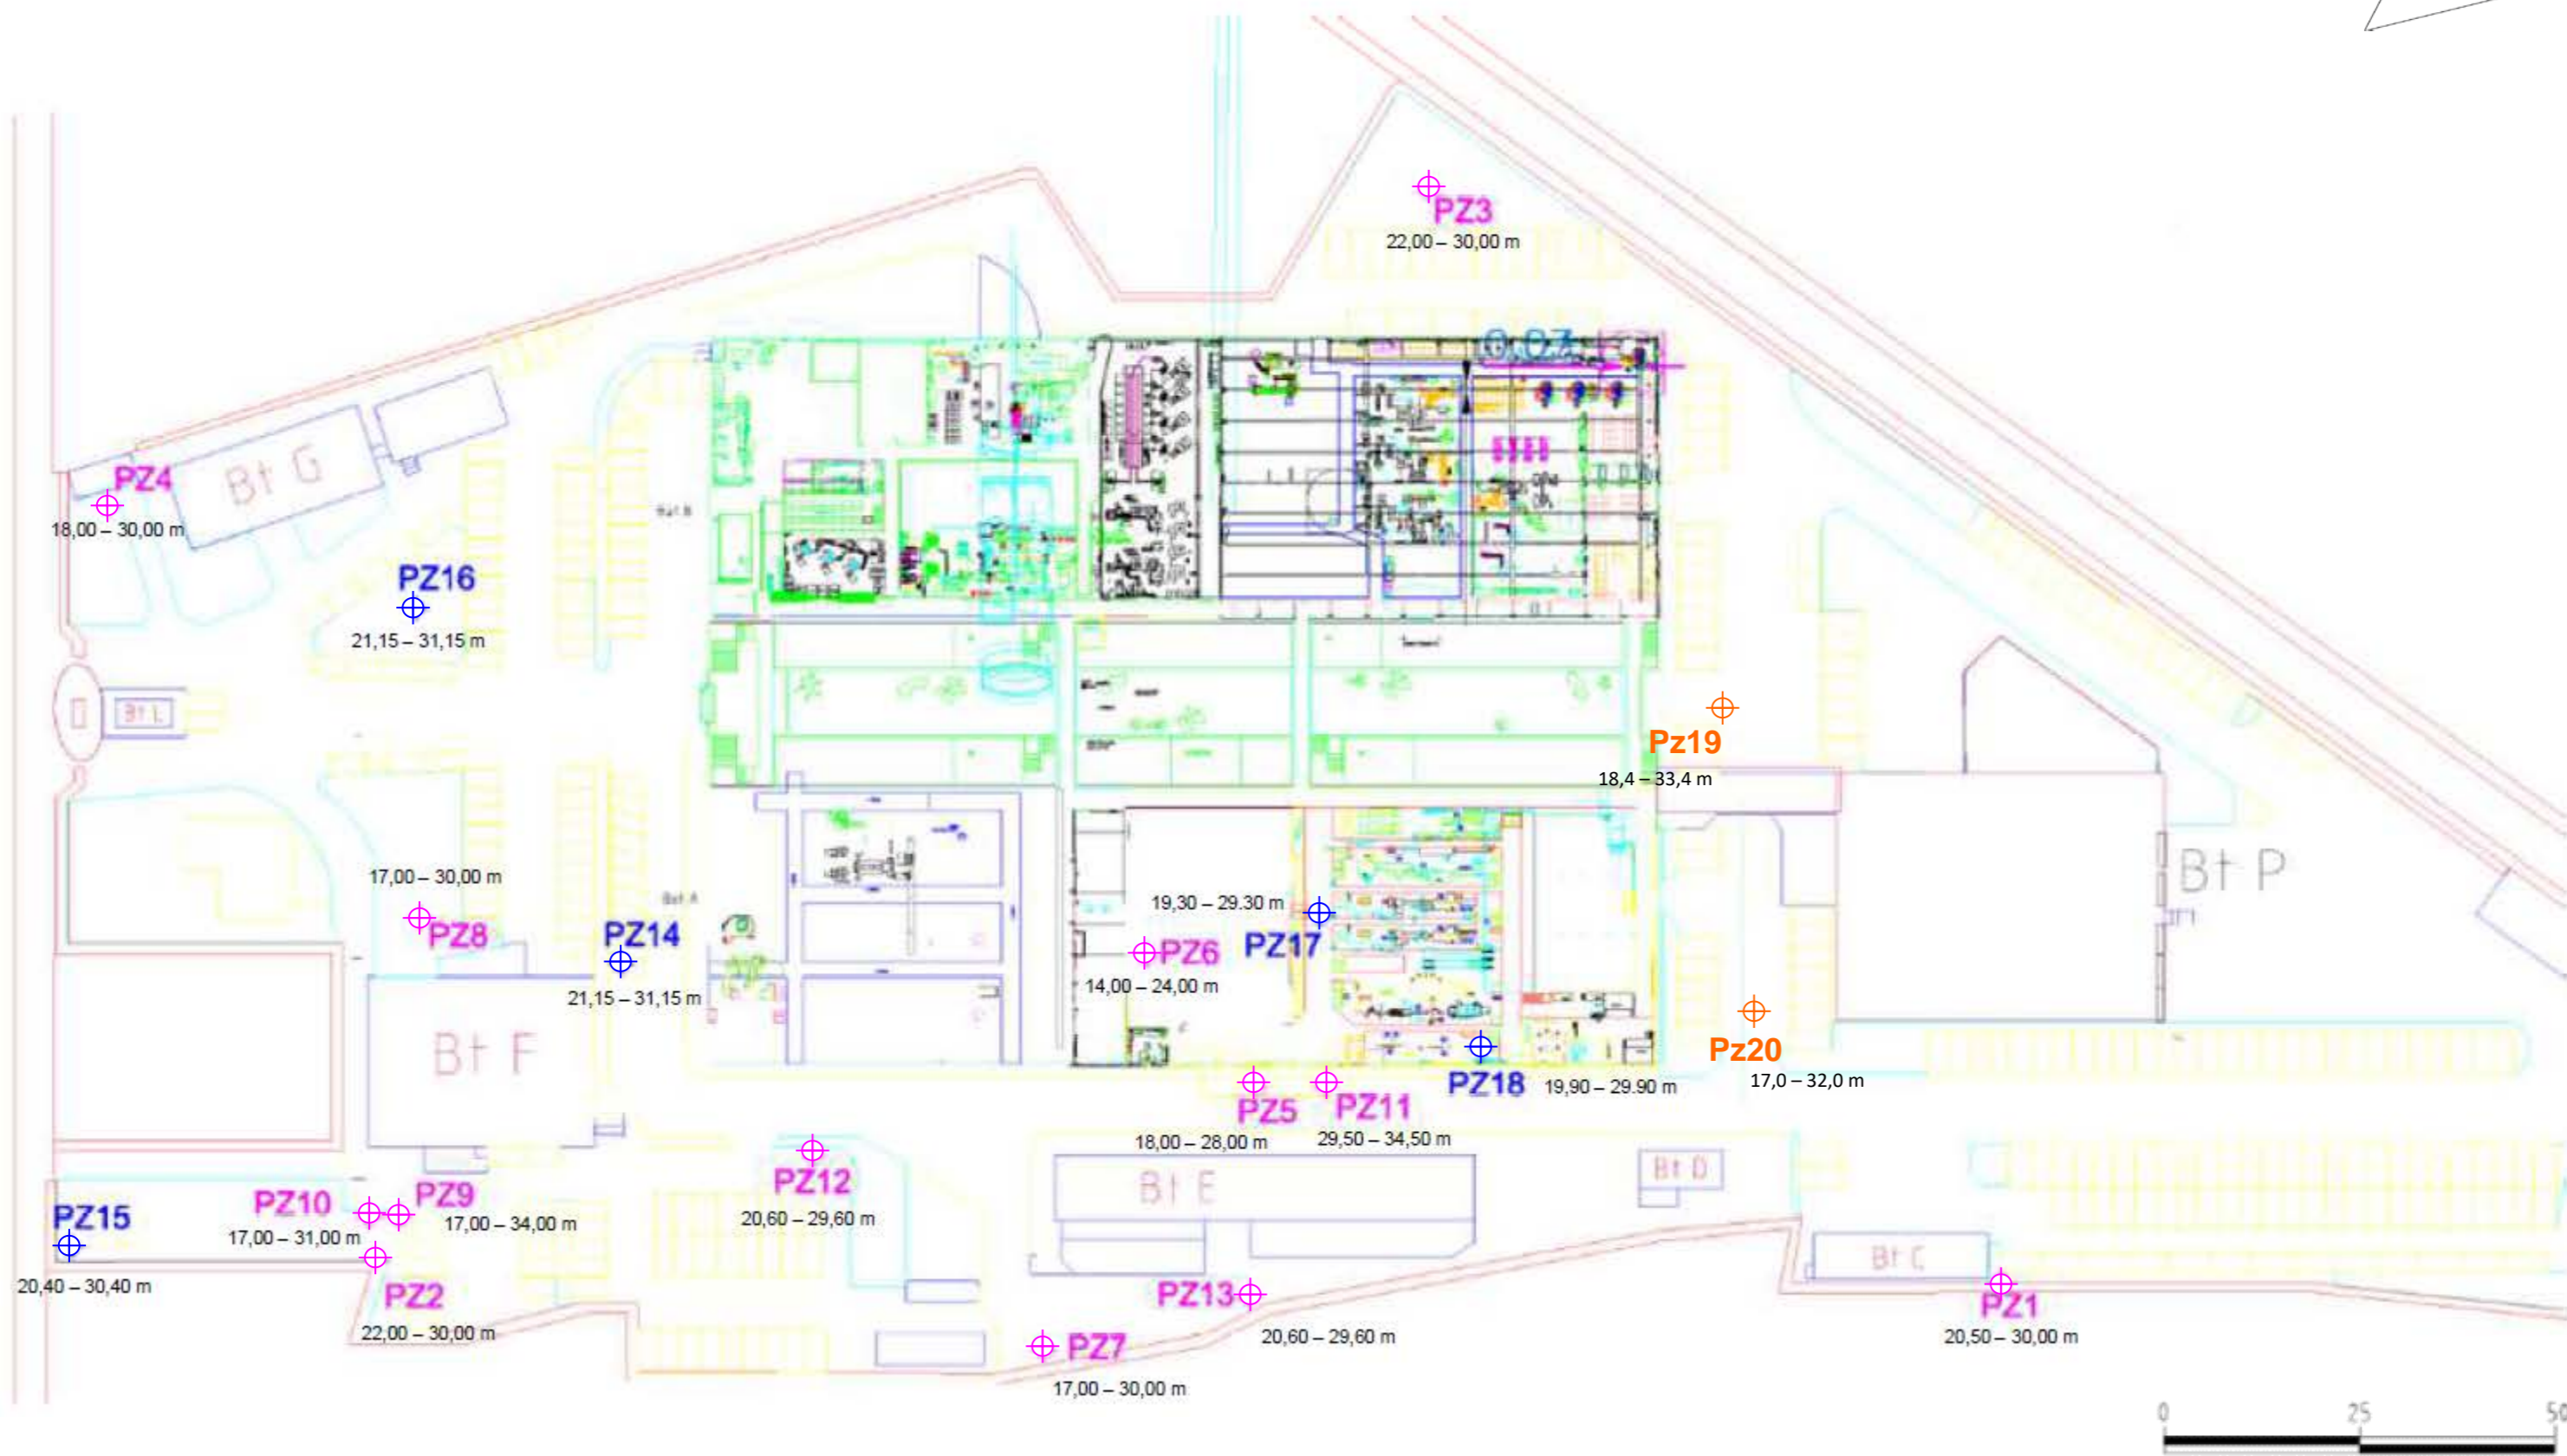 PZ3
22,00 – 30,00 m
0,07
Bt G
PZ4
18,00 – 30,00 m
Bat B
PZ16
21,15 – 31,15 m
Bt L
Pz19
18,4 – 33,4 m
Bt P
17,00 – 30,00 m
PZ8
Bat A
PZ14
21,15 – 31,15 m
19,30 – 29.30 m
PZ17
PZ6
14,00 – 24,00 m
Bt F
Pz20
17,0 – 32,0 m
PZ18
19,90 – 29.90 m
PZ5
18,00 – 28,00 m
PZ11
29,50 – 34,50 m
PZ12
20,60 – 29,60 m
Bt E
Bt D
PZ15
20,40 – 30,40 m
PZ10
17,00 – 31,00 m
PZ9
17,00 – 34,00 m
PZ2
22,00 – 30,00 m
PZ13
20,60 – 29,60 m
PZ7
17,00 – 30,00 m
Bt C
PZ1
20,50 – 30,00 m
0 25 50